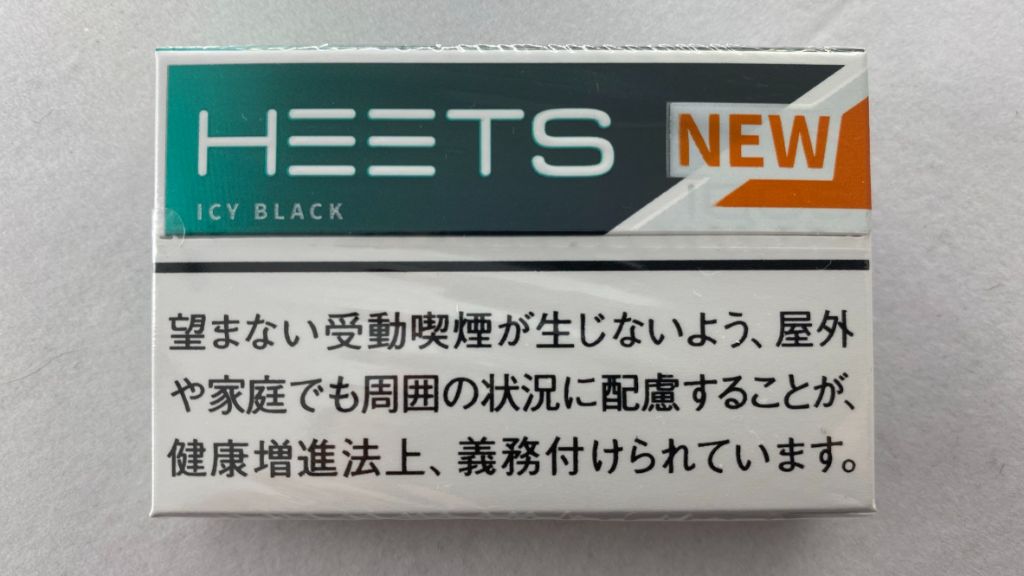 HEETS
NEW
ICY BLACK
望まない受動喫煙が生じないよう、屋外
や家庭でも周囲の状況に配慮することが、
健康増進法上、義務付けられています。